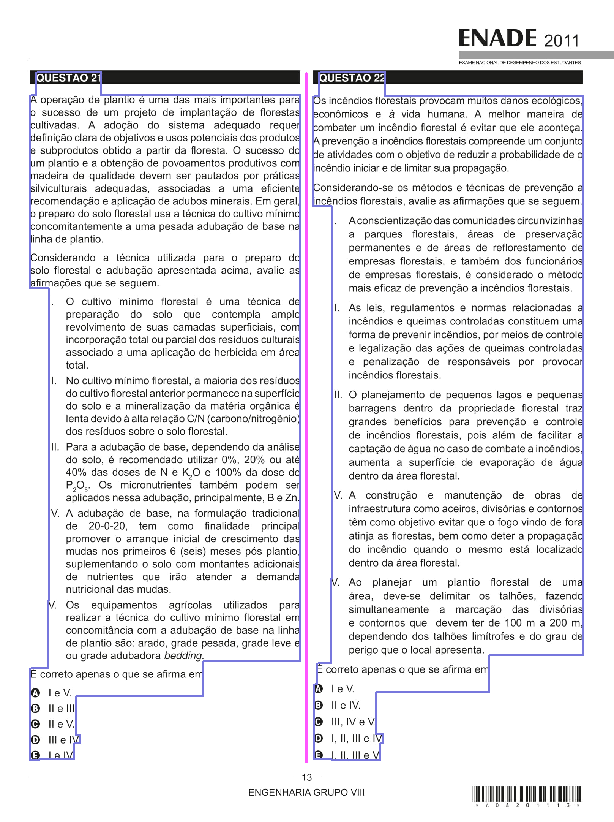 ENADE 2011
EXAME NACIONAL DE DESEMPENHO DOS ESTUDANTES
QUESTÃO 21
A operação de plantio é uma das mais importantes para
o sucesso de um projeto de implantação de florestas
cultivadas. A adoção do sistema adequado requer
definição clara de objetivos e usos potenciais dos produtos
e subprodutos obtido a partir da floresta. O sucesso do
um plantio e a obtenção de povoamentos produtivos com
madeira de qualidade devem ser pautados por práticas
silviculturais adequadas, associadas a uma eficiente
recomendação e aplicação de adubos minerais. Em geral,
o preparo do solo florestal usa a técnica do cultivo mínimo
concomitantemente a uma pesada adubação de base na
linha de plantio.
Considerando a técnica utilizada para o preparo do
solo florestal e adubação apresentada acima, avalie as
afirmações que se seguem.
I. O cultivo mínimo florestal é uma técnica de
preparação do solo que contempla amplo
revolvimento de suas camadas superficiais, com
incorporação total ou parcial dos resíduos culturais
associado a uma aplicação de herbicida em área
total.
II. No cultivo mínimo florestal, a maioria dos resíduos
do cultivo florestal anterior permanece na superfície
do solo e a mineralização da matéria orgânica é
lenta devido à alta relação C/N (carbono/nitrogênio)
dos resíduos sobre o solo florestal.
III. Para a adubação de base, dependendo da análise
do solo, é recomendado utilizar 0%, 20% ou até
40% das doses de N e K2O e 100% da dose de
P2O5. Os micronutrientes também podem ser
aplicados nessa adubação, principalmente, B e Zn.
IV. A adubação de base, na formulação tradicional
de 20-0-20, tem como finalidade principal
promover o arranque inicial de crescimento das
mudas nos primeiros 6 (seis) meses pós plantio,
suplementando o solo com montantes adicionais
de nutrientes que irão atender a demanda
nutricional das mudas.
V. Os equipamentos agrícolas utilizados para
realizar a técnica do cultivo mínimo florestal em
concomitância com a adubação de base na linha
de plantio são: arado, grade pesada, grade leve e
ou grade adubadora bedding.
É correto apenas o que se afirma em
A I e V.
B II e III.
C II e V.
D III e IV.
E I e IV.
QUESTÃO 22
Os incêndios florestais provocam muitos danos ecológicos,
econômicos e à vida humana. A melhor maneira de
combater um incêndio florestal é evitar que ele aconteça.
A prevenção a incêndios florestais compreende um conjunto
de atividades com o objetivo de reduzir a probabilidade de o
incêndio iniciar e de limitar sua propagação.
Considerando-se os métodos e técnicas de prevenção a
incêndios florestais, avalie as afirmações que se seguem.
I. A conscientização das comunidades circunvizinhas
a parques florestais, áreas de preservação
permanentes e de áreas de reflorestamento de
empresas florestais, e também dos funcionários
de empresas florestais, é considerado o método
mais eficaz de prevenção a incêndios florestais.
II. As leis, regulamentos e normas relacionadas a
incêndios e queimas controladas constituem uma
forma de prevenir incêndios, por meios de controle
e legalização das ações de queimas controladas
e penalização de responsáveis por provocar
incêndios florestais.
III. O planejamento de pequenos lagos e pequenas
barragens dentro da propriedade florestal traz
grandes benefícios para prevenção e controle
de incêndios florestais, pois além de facilitar a
captação de água no caso de combate a incêndios,
aumenta a superfície de evaporação de água
dentro da área florestal.
IV. A construção e manutenção de obras de
infraestrutura como aceiros, divisórias e contornos
têm como objetivo evitar que o fogo vindo de fora
atinja as florestas, bem como deter a propagação
do incêndio quando o mesmo está localizado
dentro da área florestal.
V. Ao planejar um plantio florestal de uma
área, deve-se delimitar os talhões, fazendo
simultaneamente a marcação das divisórias
e contornos que devem ter de 100 m a 200 m,
dependendo dos talhões limítrofes e do grau de
perigo que o local apresenta.
É correto apenas o que se afirma em
A I e V.
B II e IV.
C III, IV e V.
D I, II, III e IV.
E I, II, III e V.
13
ENGENHARIA GRUPO VIII